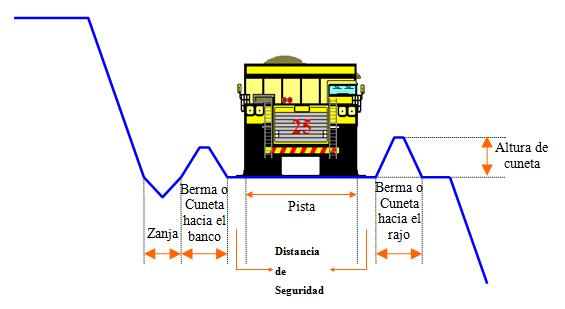 25
Altura de
cuneta
Berma o
Cuneta
hacia el
banco
Pista
Berma o
Cuneta
hacia el
rajo
Zanja
Distancia
de
Seguridad